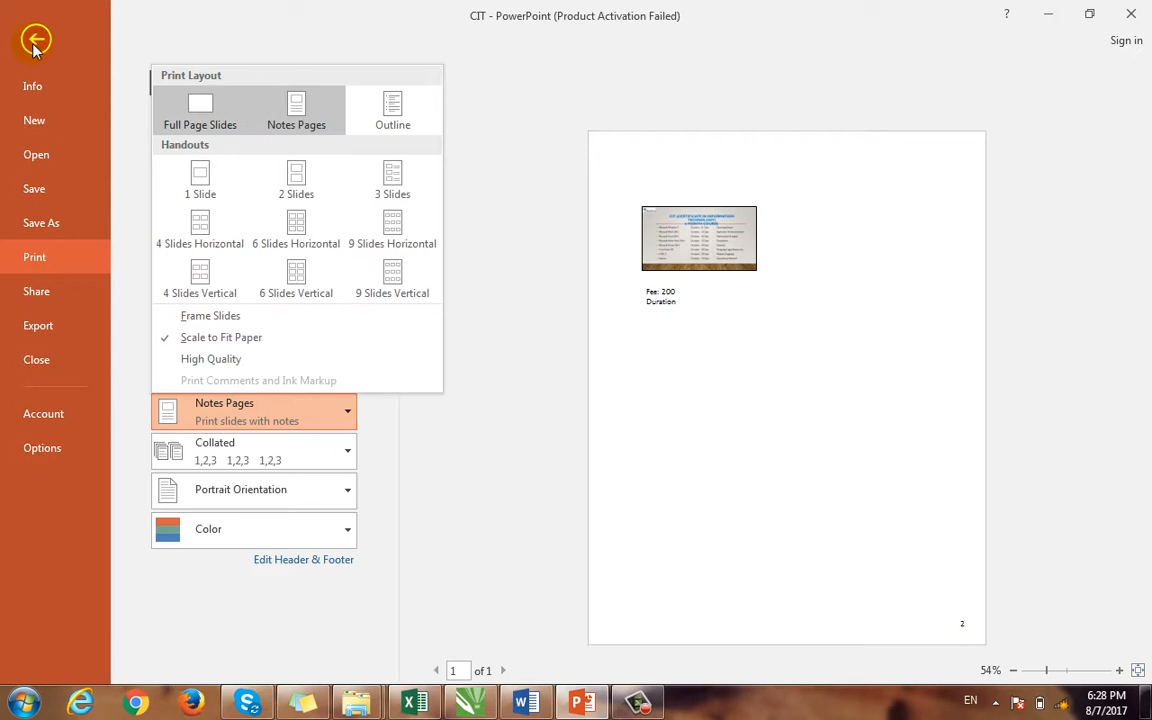 CIT - PowerPoint (Product Activation Failed)
?
Sign in
Info
New
Open
Save
Save As
Print
Share
Export
Close
Account
Options
Print Layout
Full Page Slides
Notes Pages
Outline
Handouts
1 Slide
2 Slides
3 Slides
4 Slides Horizontal
6 Slides Horizontal
9 Slides Horizontal
4 Slides Vertical
6 Slides Vertical
9 Slides Vertical
Frame Slides
Scale to Fit Paper
High Quality
Print Comments and Ink Markup
Notes Pages
Print slides with notes
Collated
1,2,3 1,2,3 1,2,3
Portrait Orientation
Color
Edit Header & Footer
Fee: 200
Duration
2
1 of 1
54%
EN
6:28 PM
8/7/2017